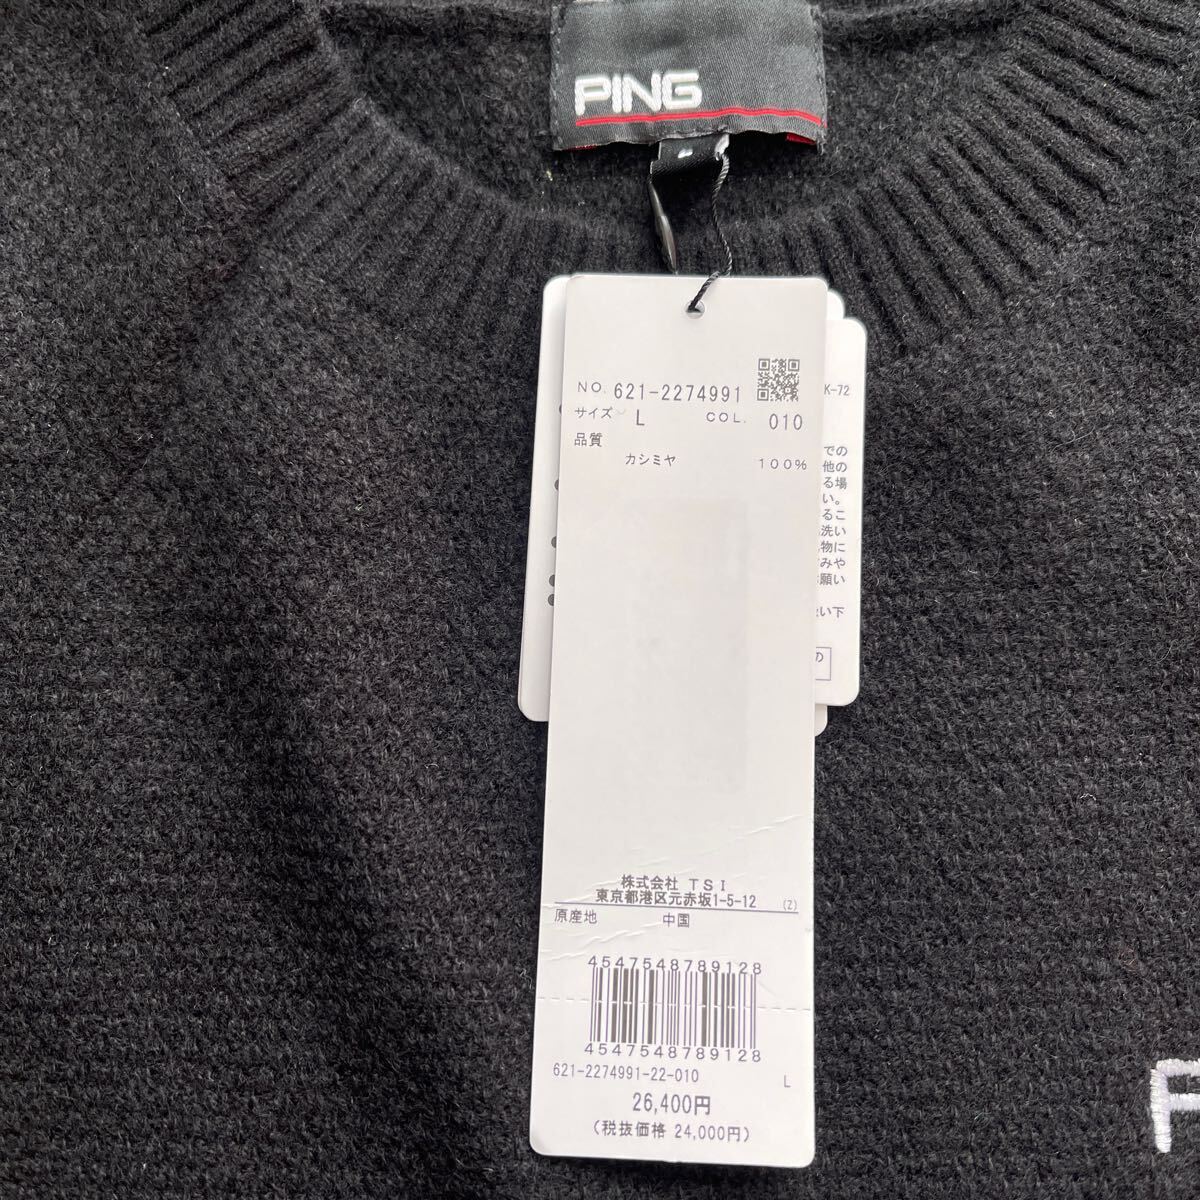 PING
NO. 621-2274991
サイズ L COL. 010
品質
カシミヤ 100%
K-72
での
他の
る場
い。
るこ
洗い
物に
みや
願い
い下
の
株式会社 TSI
東京都港区元赤坂1-5-12 (Z)
原産地 中国
4547548789128
4547548789128
621-2274991-22-010 L
26,400円
(税抜価格 24,000円)
P